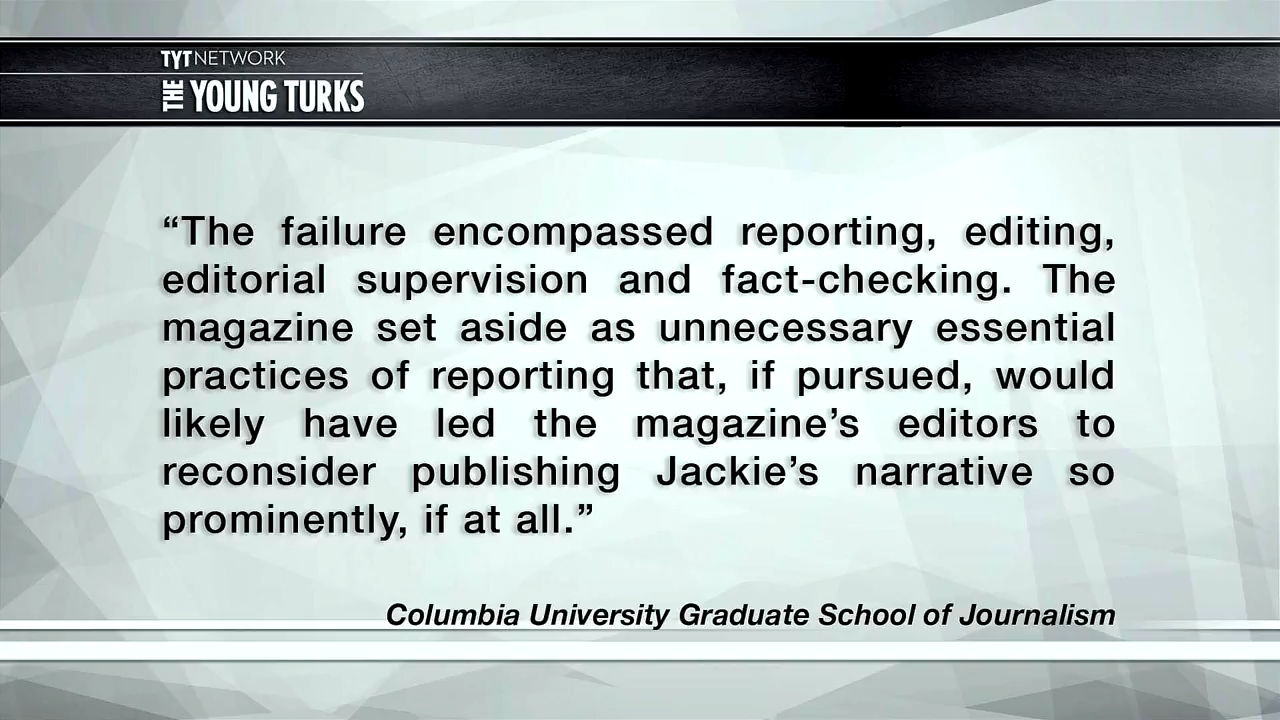 TYT NETWORK
THE YOUNG TURKS
“The failure encompassed reporting, editing,
editorial supervision and fact-checking. The
magazine set aside as unnecessary essential
practices of reporting that, if pursued, would
likely have led the magazine’s editors to
reconsider publishing Jackie’s narrative so
prominently, if at all.”
Columbia University Graduate School of Journalism